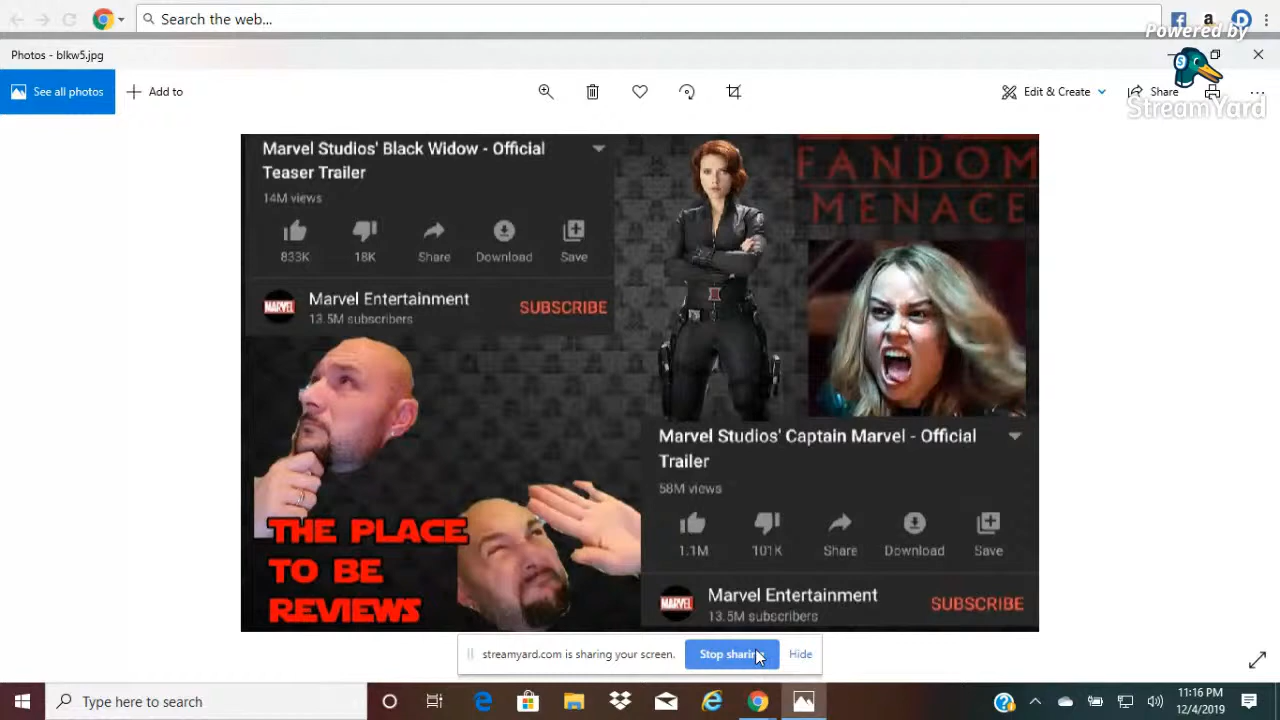 Search the web...
Powered by
StreamYard
Photos - blkw5.jpg
See all photos
Add to
Edit & Create
Share
Marvel Studios' Black Widow - Official
Teaser Trailer
14M views
833K
18K
Share
Download
Save
MARVEL
Marvel Entertainment
13.5M subscribers
SUBSCRIBE
FANDOM
MENACE
THE PLACE
TO BE
REVIEWS
Marvel Studios' Captain Marvel - Official
Trailer
58M views
1.1M
101K
Share
Download
Save
MARVEL
Marvel Entertainment
13.5M subscribers
SUBSCRIBE
streamyard.com is sharing your screen.
Stop sharing
Hide
Type here to search
11:16 PM
12/4/2019